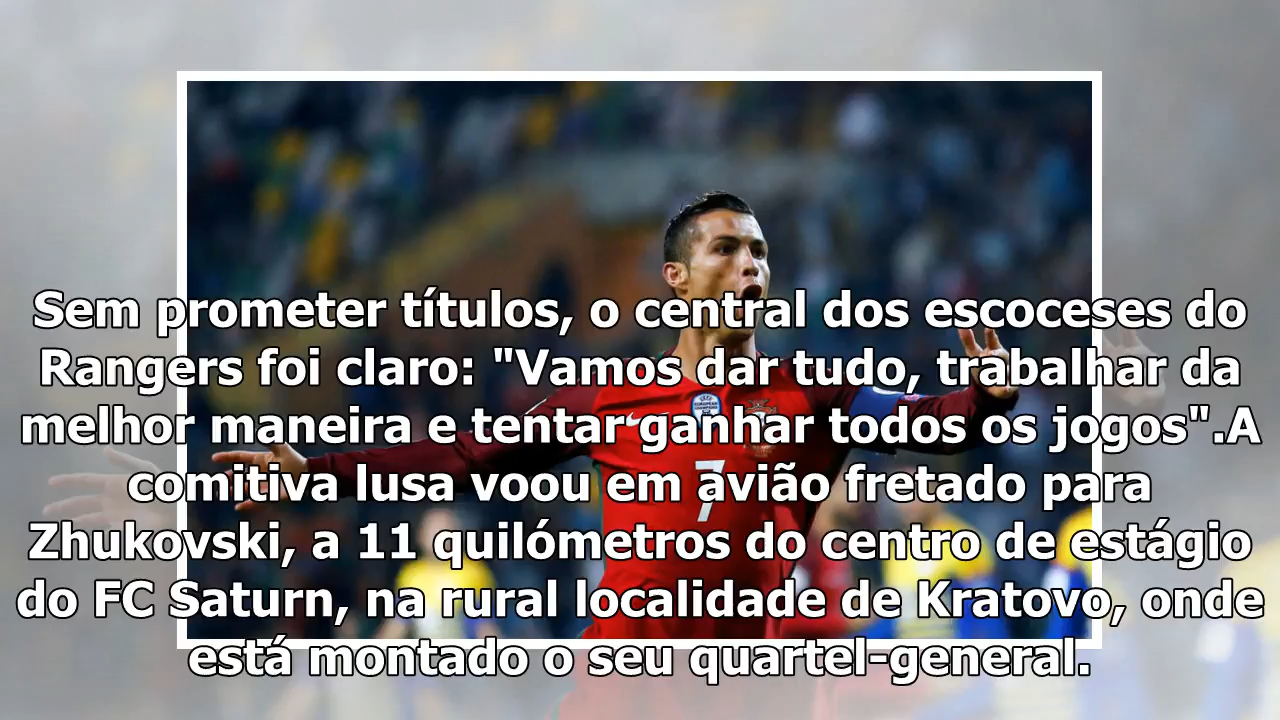 Sem prometer títulos, o central dos escoceses do
Rangers foi claro: "Vamos dar tudo, trabalhar da
melhor maneira e tentar ganhar todos os jogos".A
comitiva lusa voou em avião fretado para
Zhukovski, a 11 quilómetros do centro de estágio
do FC Saturn, na rural localidade de Kratovo, onde
está montado o seu quartel-general.
7